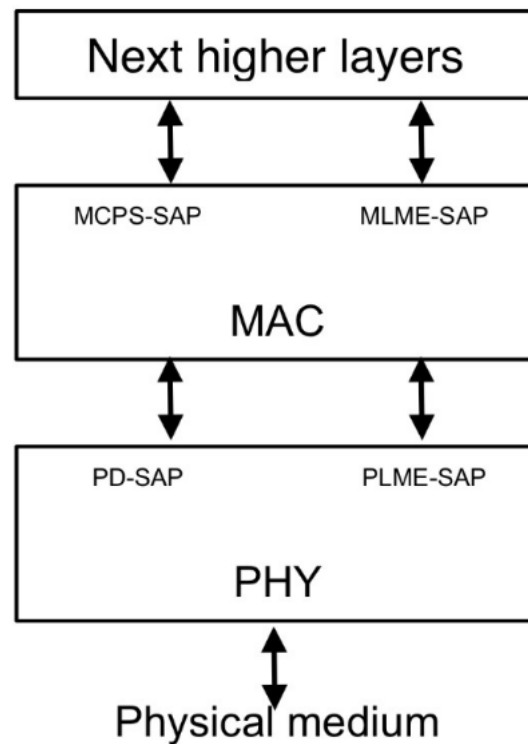 Next higher layers
MCPS-SAP MLME-SAP
MAC
PD-SAP PLME-SAP
PHY
Physical medium